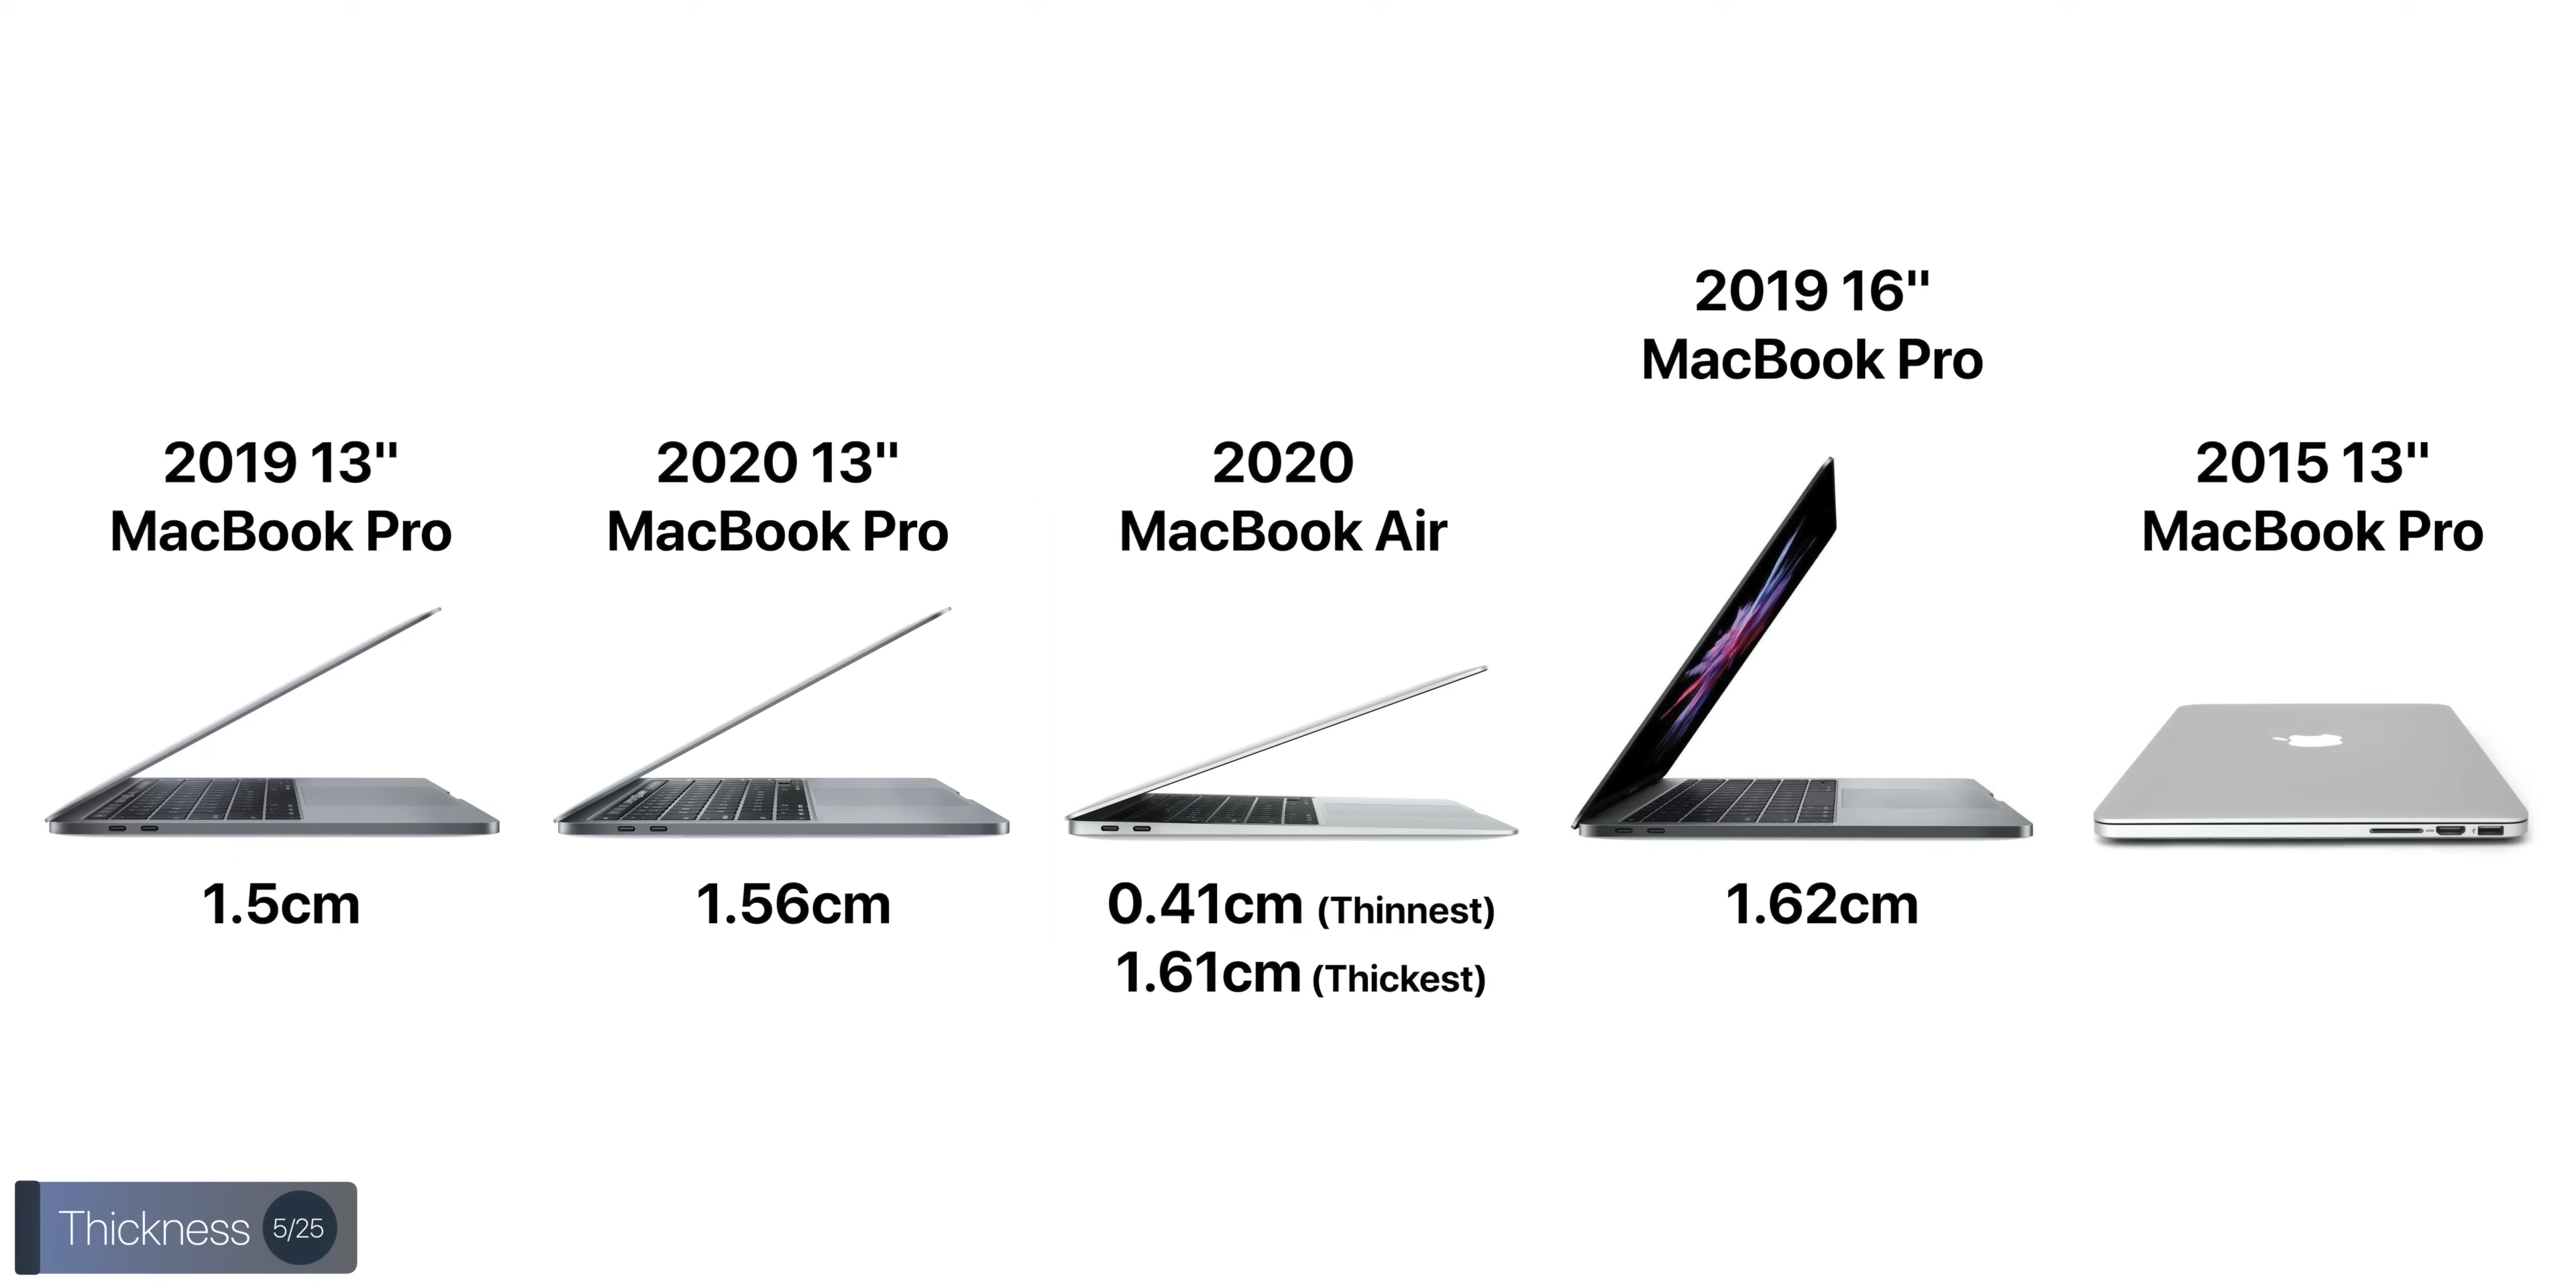 2019 13"
MacBook Pro
1.5cm
2020 13"
MacBook Pro
1.56cm
2020
MacBook Air
0.41cm (Thinnest)
1.61cm (Thickest)
2019 16"
MacBook Pro
1.62cm
2015 13"
MacBook Pro
Thickness 5/25